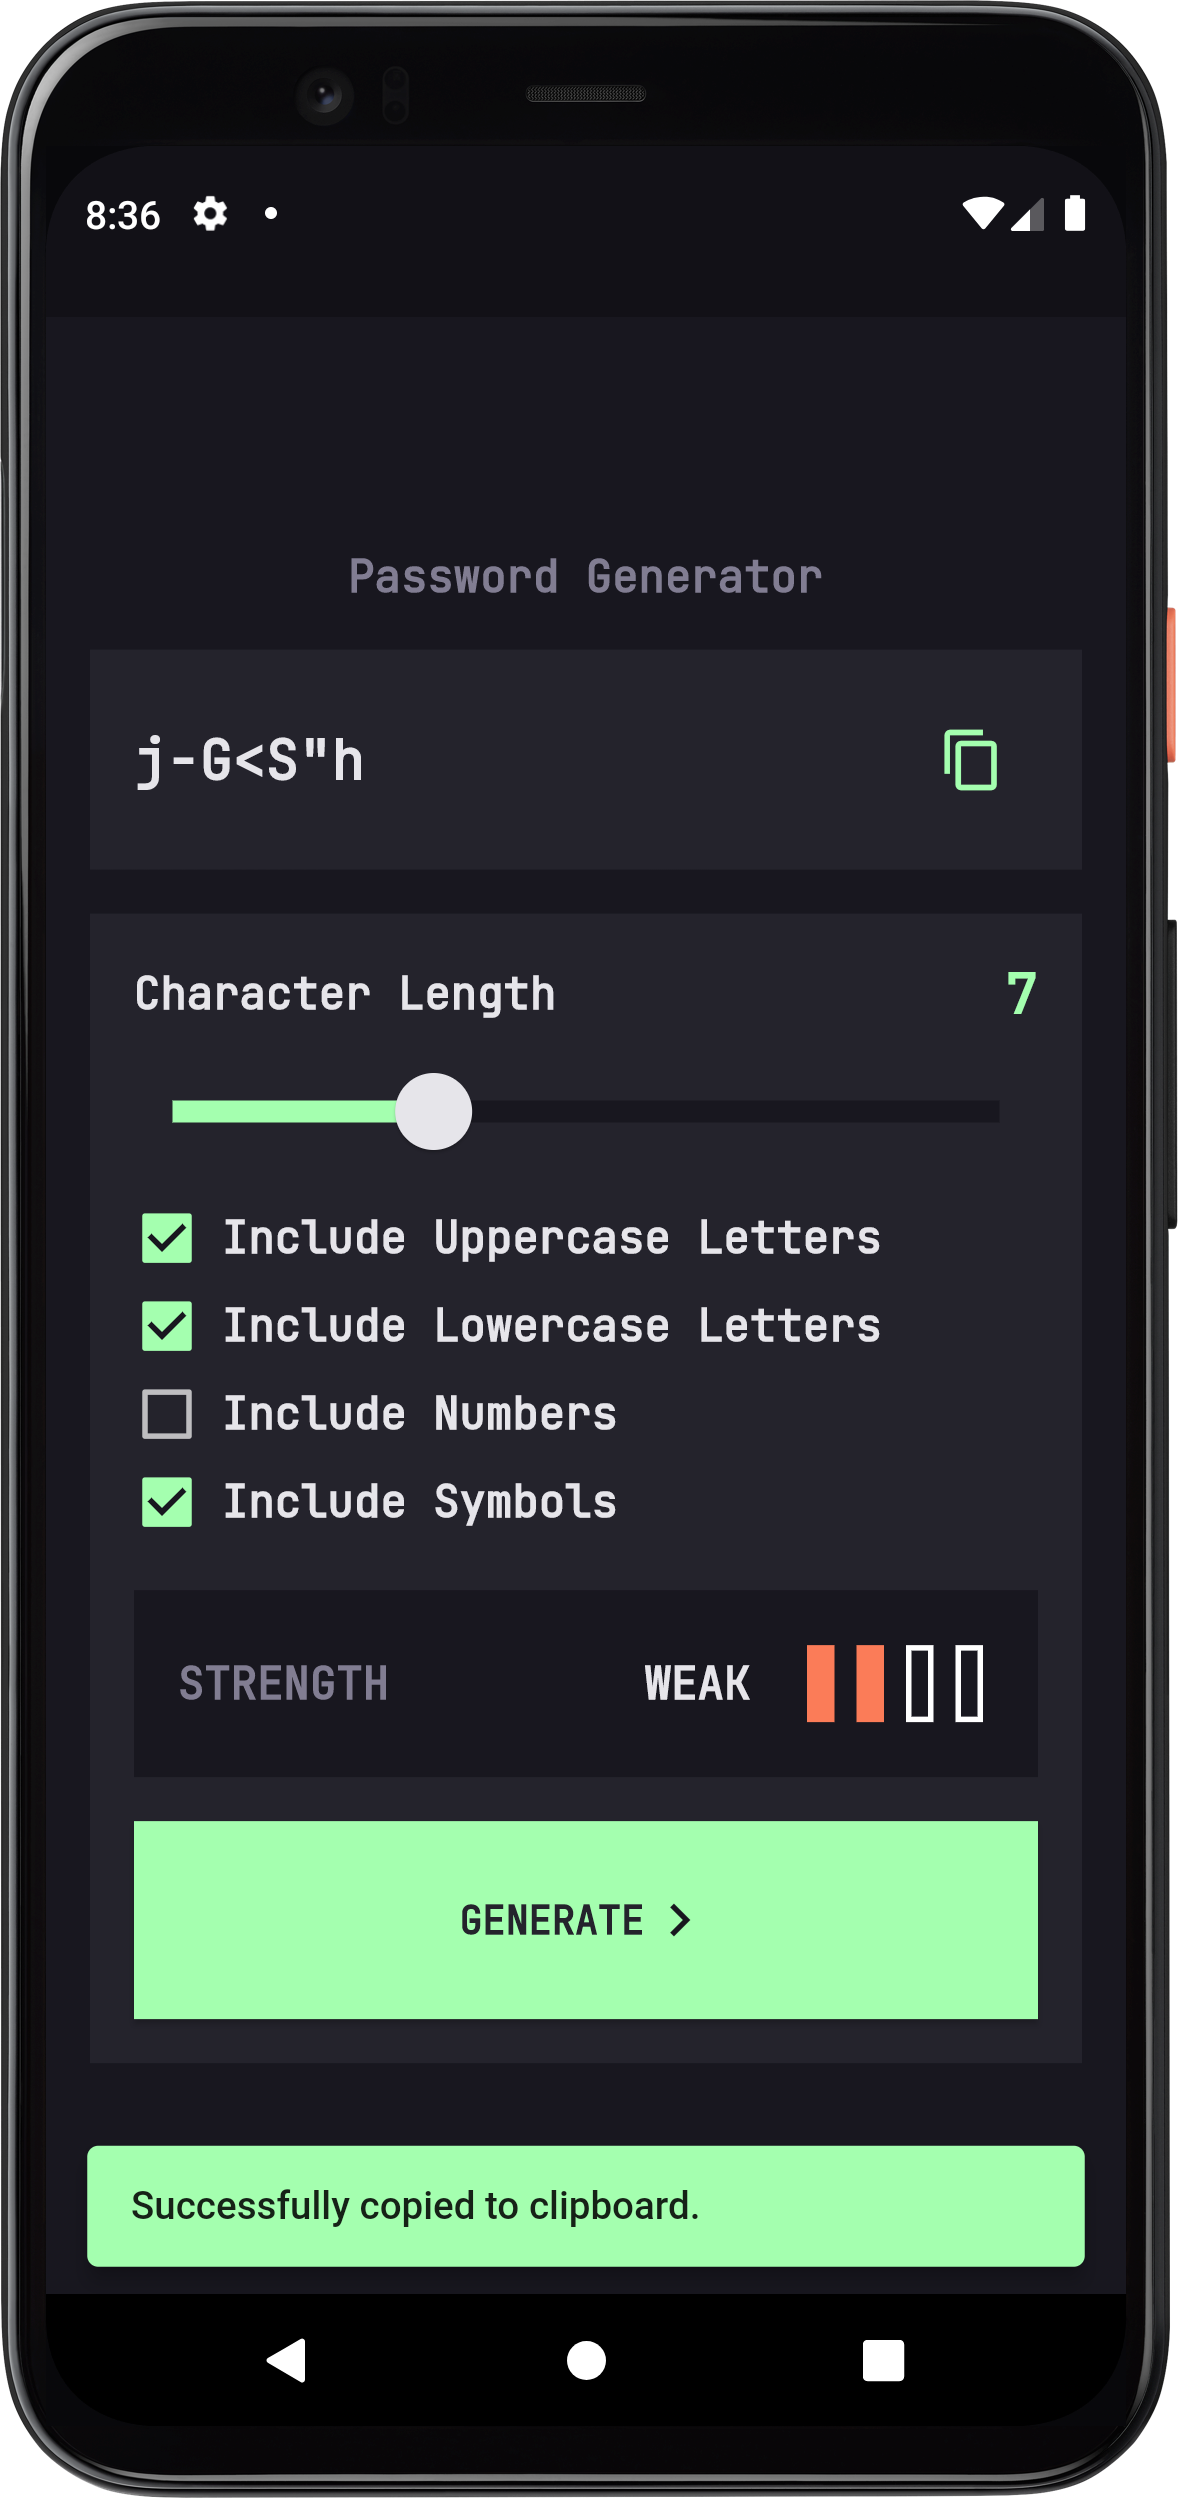 8:36
Password Generator
j-G<S"h
Character Length 7
Include Uppercase Letters
Include Lowercase Letters
Include Numbers
Include Symbols
STRENGTH WEAK
GENERATE
Successfully copied to clipboard.